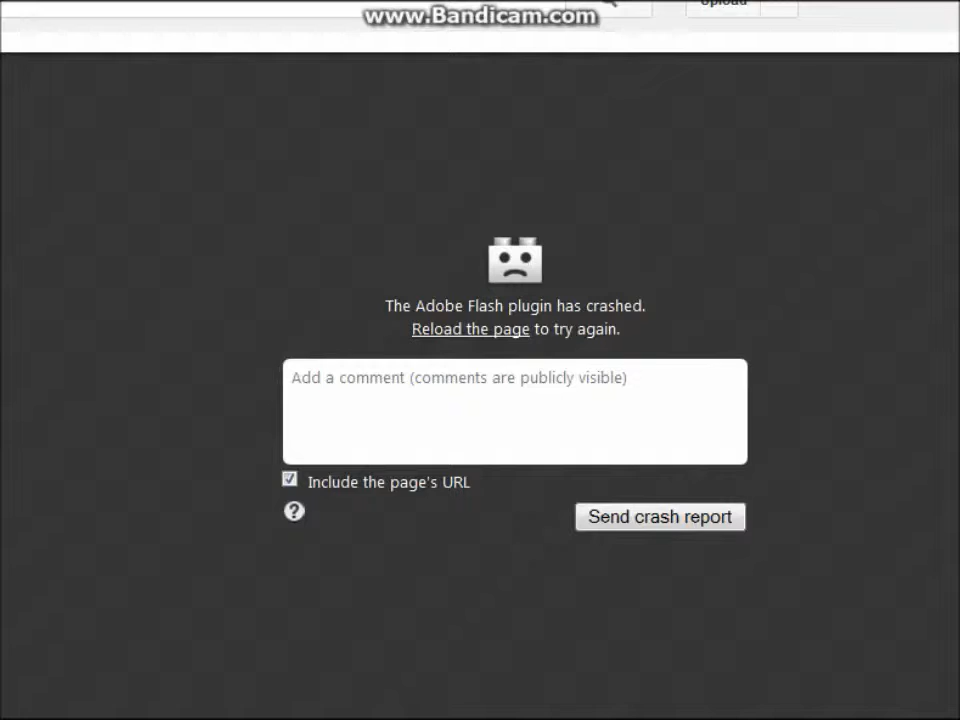 www.Bandicam.com
Upload
The Adobe Flash plugin has crashed.
Reload the page to try again.
Add a comment (comments are publicly visible)
Include the page's URL
?
Send crash report